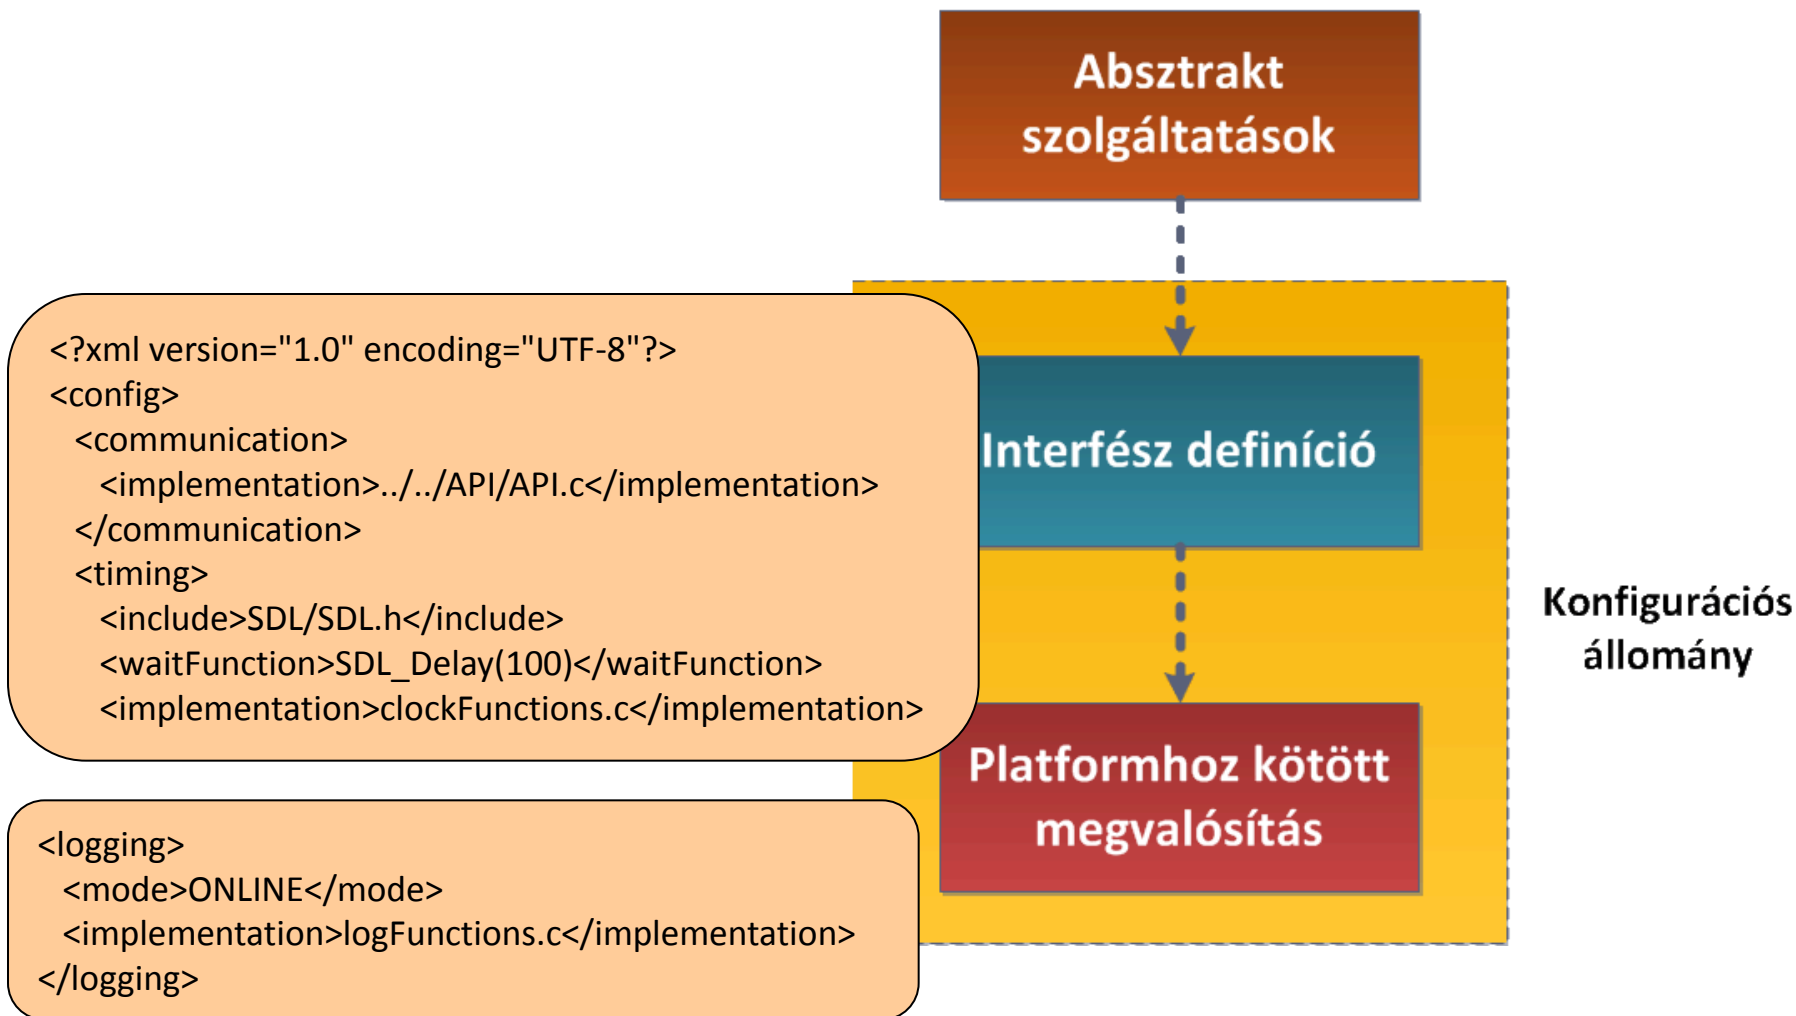 Absztrakt
szolgáltatások
<?xml version="1.0" encoding="UTF-8"?>
<config>
<communication>
<implementation>../../API/API.c</implementation>
</communication>
<timing>
<include>SDL/SDL.h</include>
<waitFunction>SDL_Delay(100)</waitFunction>
<implementation>clockFunctions.c</implementation>
Interfész definíció
Konfigurációs
állomány
Platformhoz kötött
megvalósítás
<logging>
<mode>ONLINE</mode>
<implementation>logFunctions.c</implementation>
</logging>